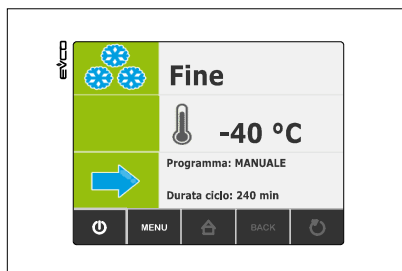 evco
Fine
-40 °C
Programma: MANUALE
Durata ciclo: 240 min
MENU
BACK